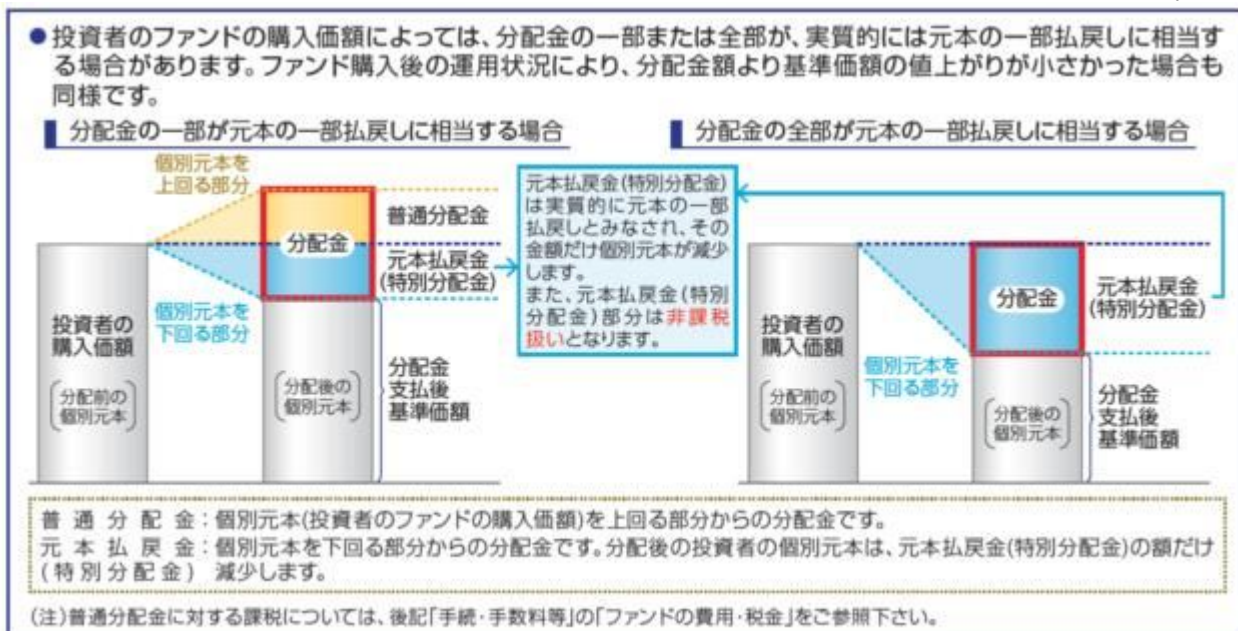 ●投資者のファンドの購入価額によっては、分配金の一部または全部が、実質的には元本の一部払戻しに相当す
る場合があります。ファンド購入後の運用状況により、分配金額より基準価額の値上がりが小さかった場合も
同様です。
分配金の一部が元本の一部払戻しに相当する場合
個別元本を
上回る部分
分配金
普通分配金
元本払戻金
(特別分配金)
個別元本を
下回る部分
投資者の
購入価額
(分配前の
個別元本)
(分配後の
個別元本)
分配金
支払後
基準価額
元本払戻金(特別分配金)
は実質的に元本の一部
払戻しとみなされ、その
金額だけ個別元本が減少
します。
また、元本払戻金(特別
分配金)部分は非課税
扱いとなります。
分配金の全部が元本の一部払戻しに相当する場合
分配金
元本払戻金
(特別分配金)
投資者の
購入価額
(分配前の
個別元本)
個別元本を
下回る部分
(分配後の
個別元本)
分配金
支払後
基準価額
普通分配金:個別元本(投資者のファンドの購入価額)を上回る部分からの分配金です。
元本払戻金:個別元本を下回る部分からの分配金です。分配後の投資者の個別元本は、元本払戻金(特別分配金)の額だけ
(特別分配金) 減少します。
(注)普通分配金に対する課税については、後記「手続・手数料等」の「ファンドの費用・税金」をご参照下さい。